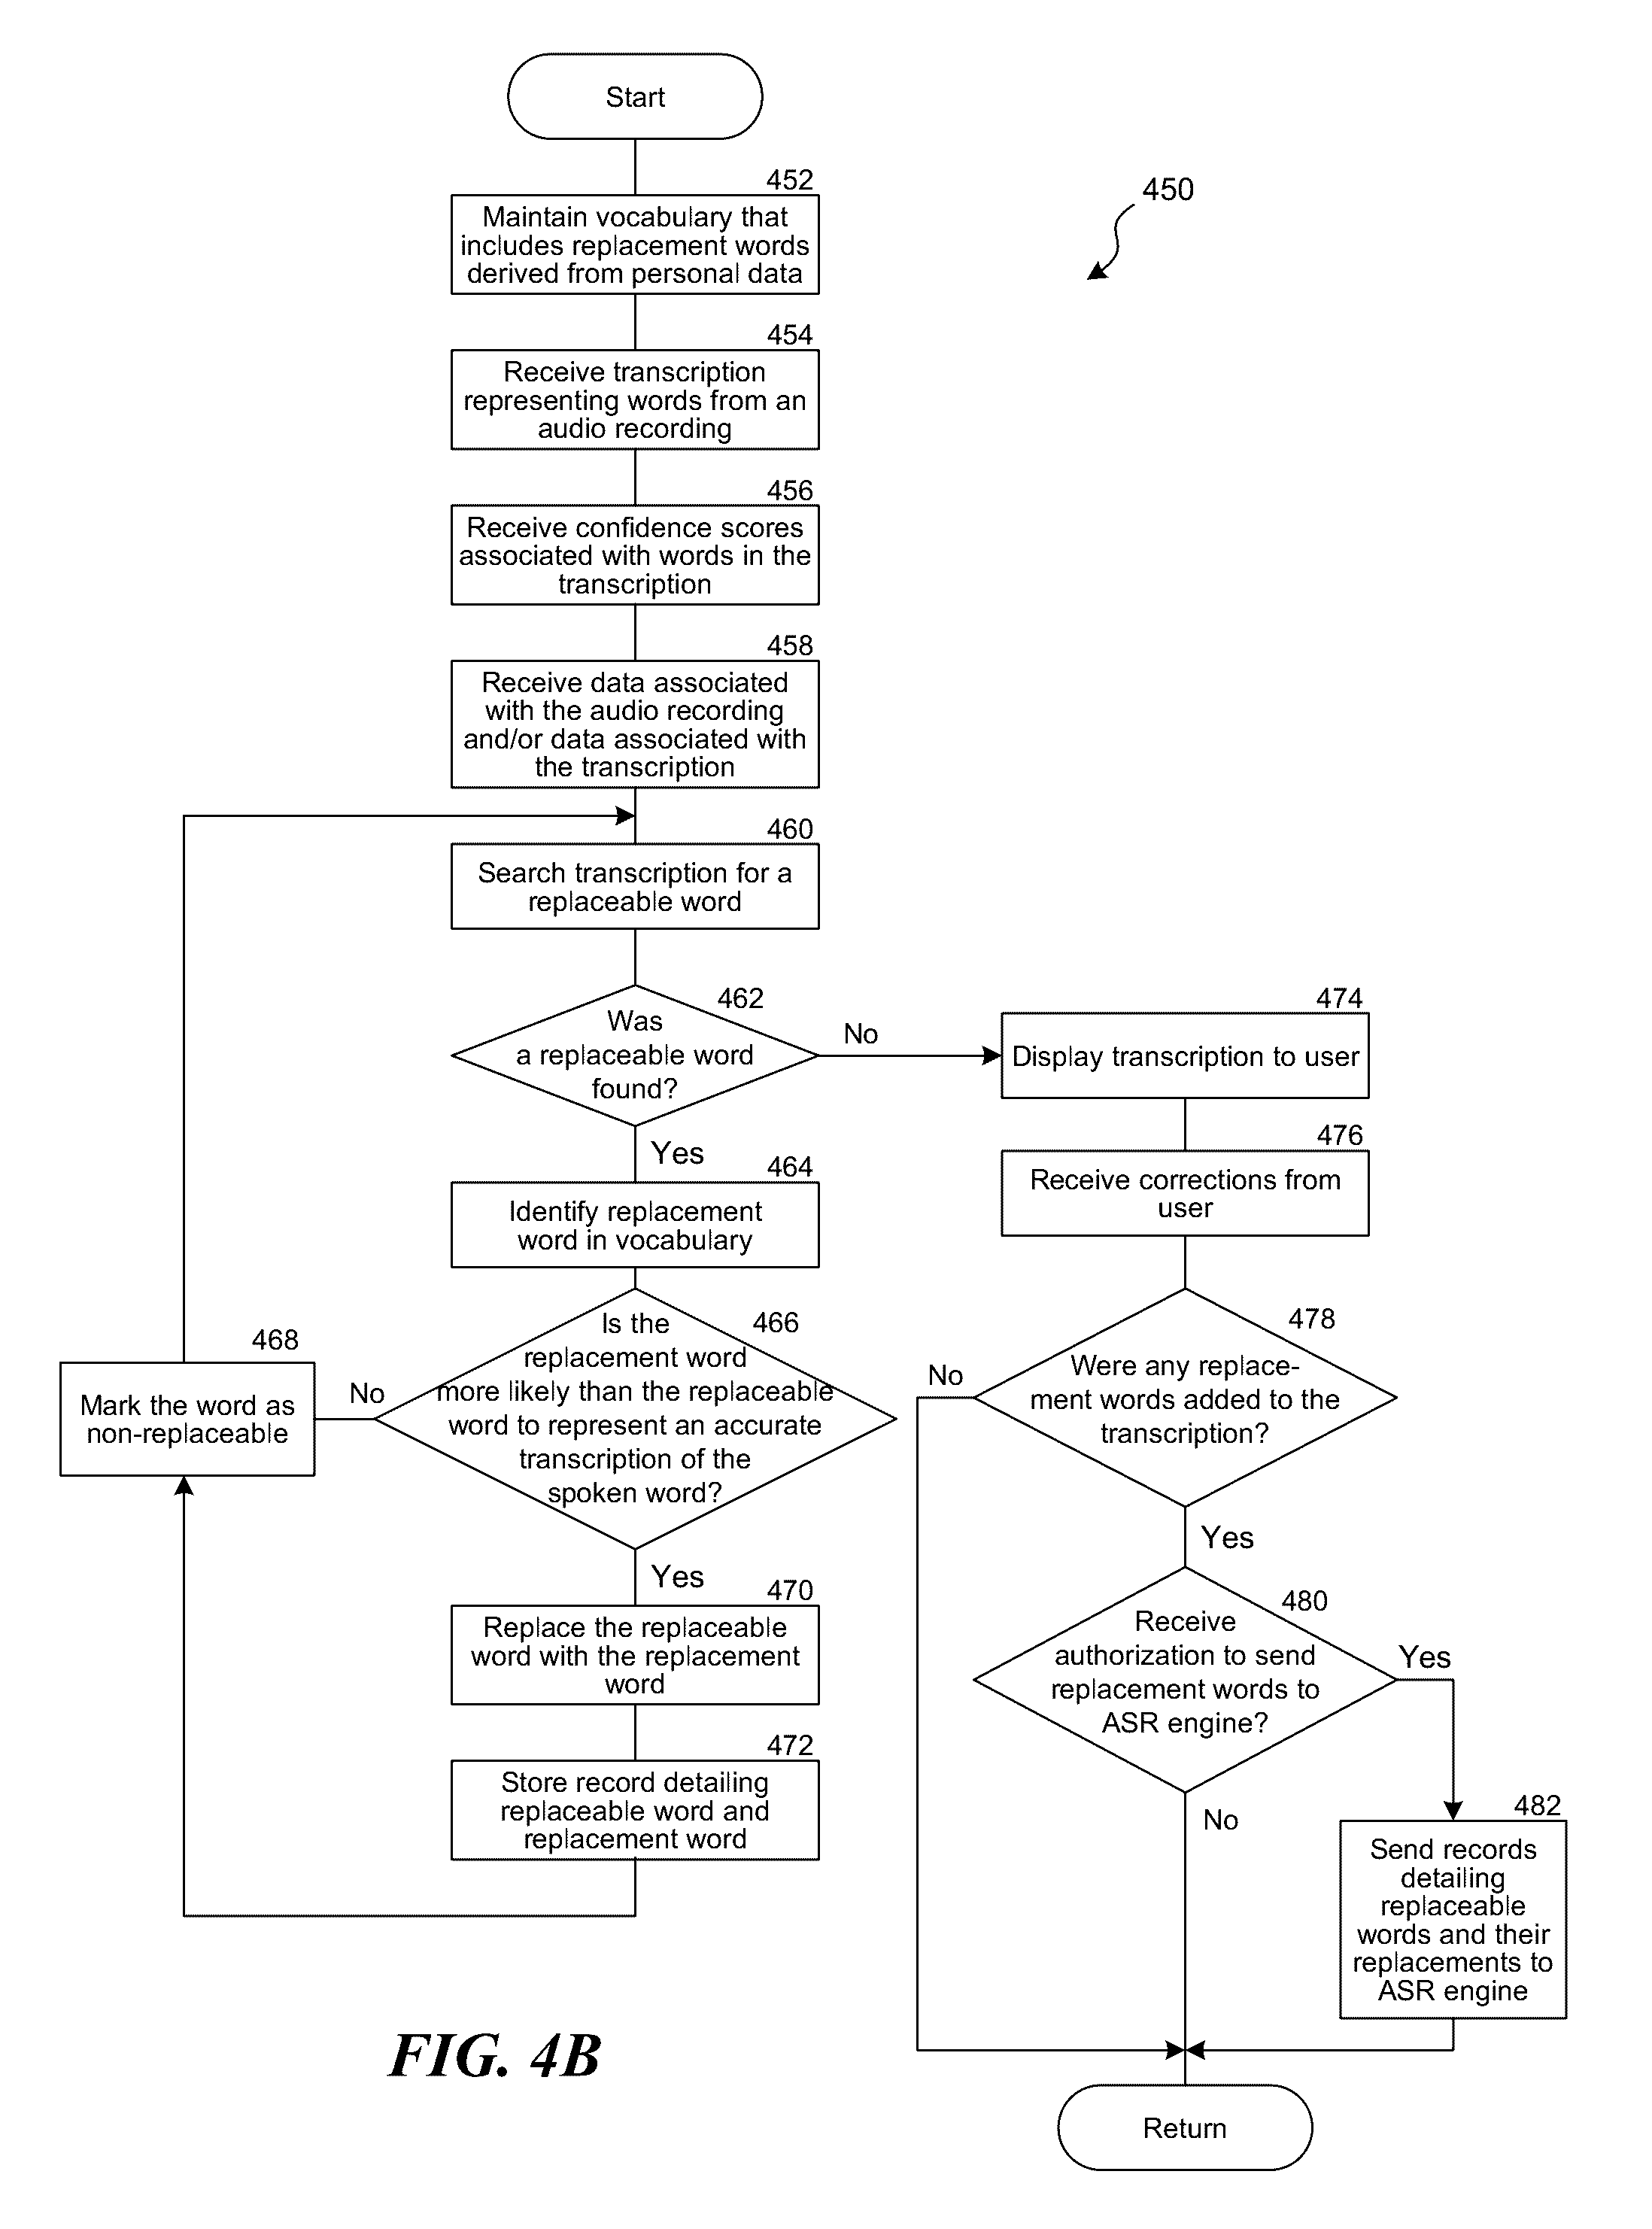 Start
450
452
Maintain vocabulary that
includes replacement words
derived from personal data
454
Receive transcription
representing words from an
audio recording
456
Receive confidence scores
associated with words in the
transcription
458
Receive data associated
with the audio recording
and/or data associated with
the transcription
460
Search transcription for a
replaceable word
462
Was
a replaceable word
found?
No
Yes
464
Identify replacement
word in vocabulary
466
Is the
replacement word
more likely than the replaceable
word to represent an accurate
transcription of the
spoken word?
No
468
Mark the word as
non-replaceable
Yes
470
Replace the replaceable
word with the replacement
word
472
Store record detailing
replaceable word and
replacement word
474
Display transcription to user
476
Receive corrections from
user
478
Were any replace-
ment words added to the
transcription?
No
Yes
480
Receive
authorization to send
replacement words to
ASR engine?
Yes
No
482
Send records
detailing
replaceable
words and their
replacements to
ASR engine
Return
FIG. 4B